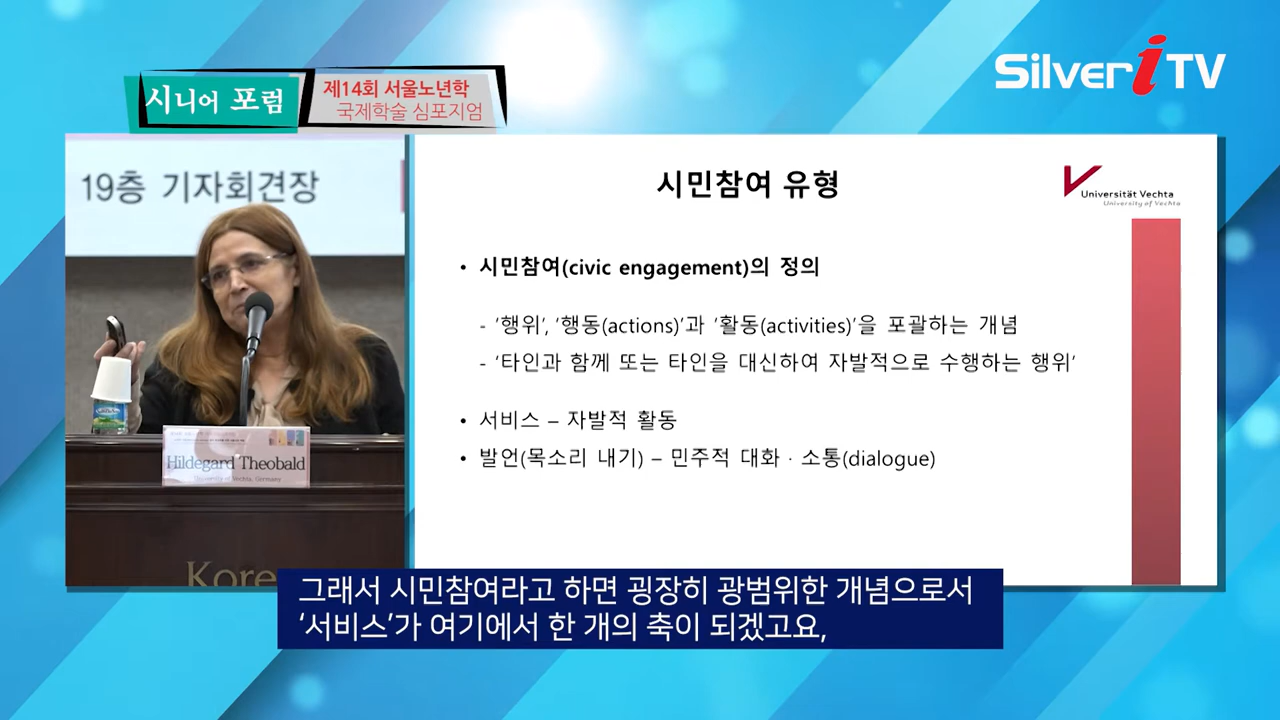 Silver i TV
시니어 포럼
제14회 서울노년학
국제학술 심포지엄
19층 기자회견장
Hildegard Theobald
University of Vechta, Germany
Kore
시민참여 유형
Universität Vechta
University of Vechta
• 시민참여(civic engagement)의 정의
- ‘행위’, ‘행동(actions)’과 ‘활동(activities)’을 포괄하는 개념
- ‘타인과 함께 또는 타인을 대신하여 자발적으로 수행하는 행위’
• 서비스 – 자발적 활동
• 발언(목소리 내기) – 민주적 대화 · 소통(dialogue)
그래서 시민참여라고 하면 굉장히 광범위한 개념으로서
‘서비스’가 여기에서 한 개의 축이 되겠고요,